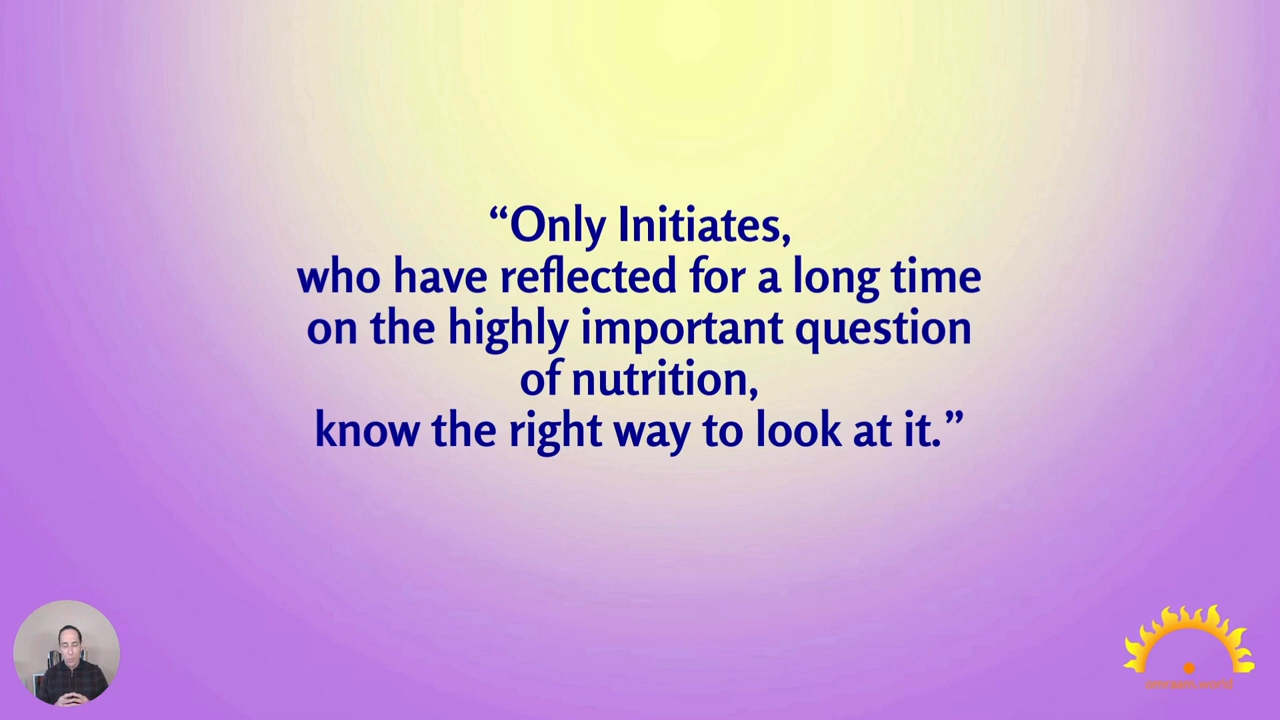 “Only Initiates,
who have reflected for a long time
on the highly important question
of nutrition,
know the right way to look at it.”